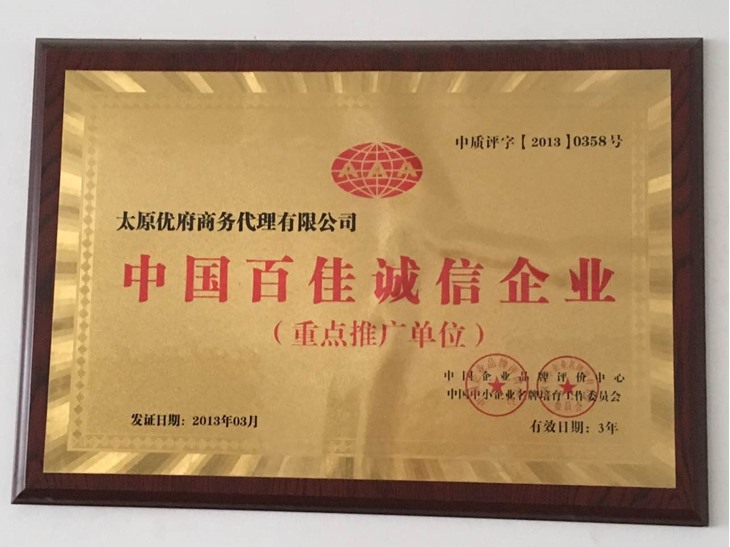 中质评字【2013】0358号
AAA
太原优府商务代理有限公司
中国百佳诚信企业
（重点推广单位）
中国企业品牌评价中心
中国中小企业名牌培育工作委员会
发证日期：2013年03月
有效日期：3年